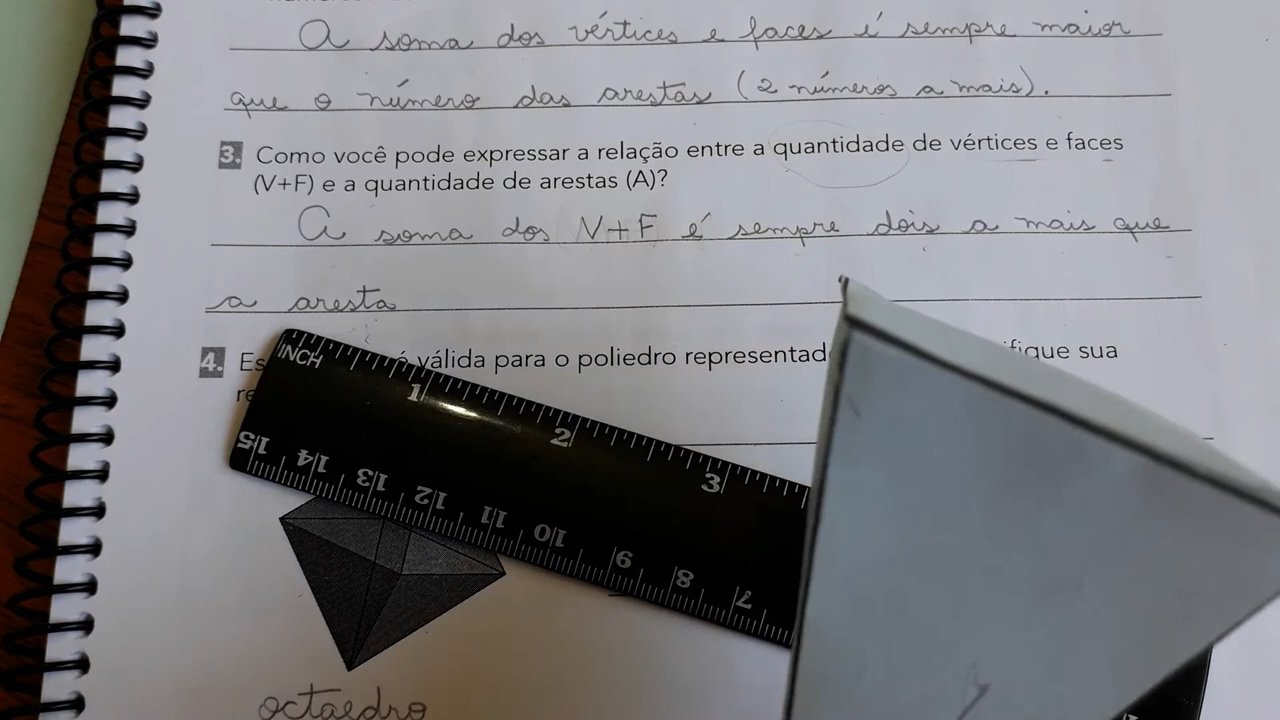 A soma dos vértices e faces é sempre maior
que o número das arestas (2 números a mais).
3. Como você pode expressar a relação entre a quantidade de vértices e faces
(V+F) e a quantidade de arestas (A)?
A soma dos V+F é sempre dois a mais que
a aresta
4. Es é válida para o poliedro representad ifique sua
re
INCH 1 2 3
15 14 13 12 11 10 9 8 7
octaedro